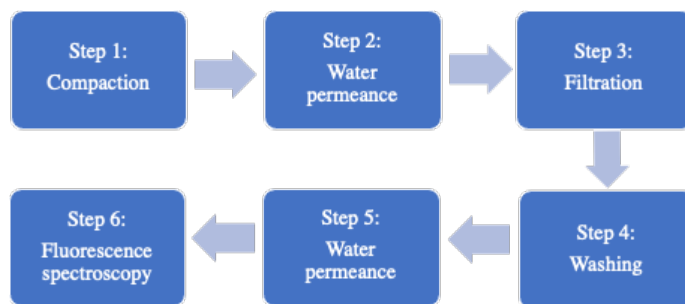 Step 1:
Compaction
Step 2:
Water
permeance
Step 3:
Filtration
Step 4:
Washing
Step 5:
Water
permeance
Step 6:
Fluorescence
spectroscopy